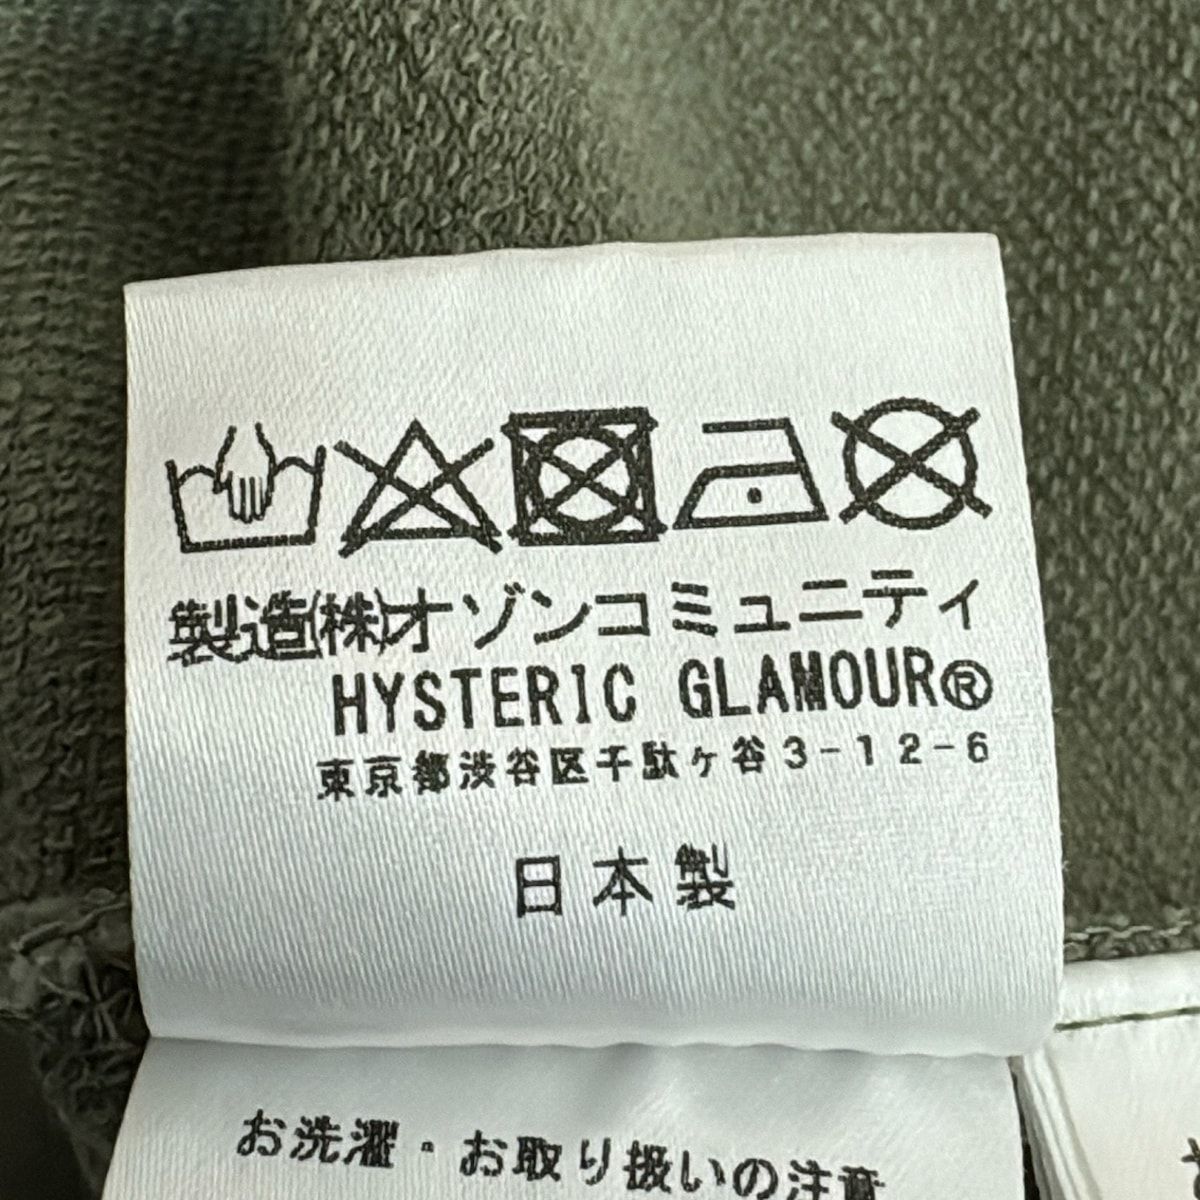 製造(株)オゾンコミュニティ
HYSTERIC GLAMOUR®
東京都渋谷区千駄ヶ谷3-12-6
日本製
お洗濯・お取り扱いの注意